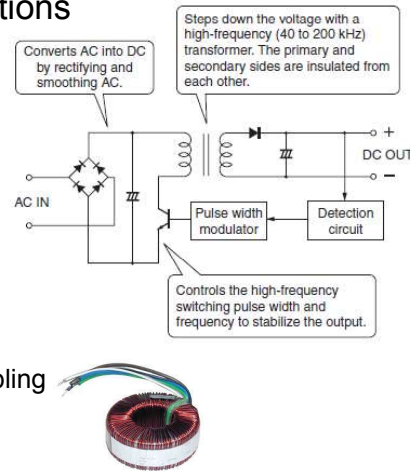 tions
Steps down the voltage with a
high-frequency (40 to 200 kHz)
transformer. The primary and
secondary sides are insulated from
each other.
Converts AC into DC
by rectifying and
smoothing AC.
+
DC OUT
−
AC IN
Pulse width
modulator
Detection
circuit
Controls the high-frequency
switching pulse width and
frequency to stabilize the output.
pling